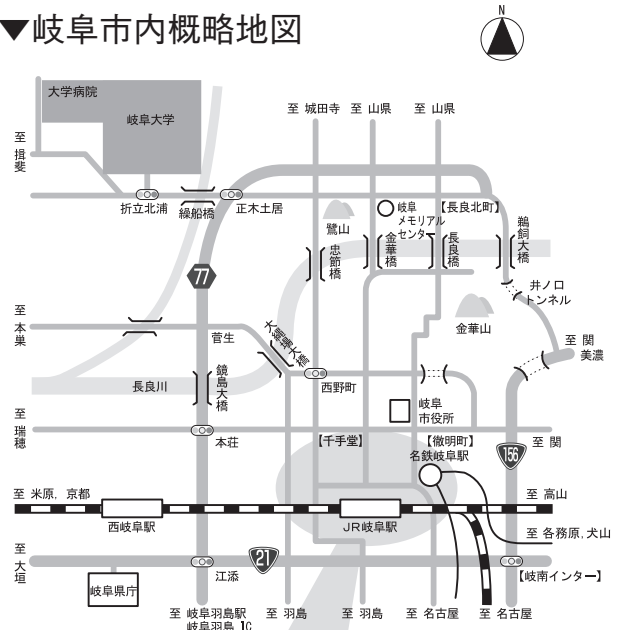 ▼岐阜市内概略地図
N
大学病院
岐阜大学
至 城田寺
至 山県
至 山県
至 揖斐
折立北浦
繰船橋
正木土居
鷺山
岐阜
メモリアル
センター
【長良北町】
忠節橋
金華橋
長良橋
鵜飼大橋
77
井ノ口
トンネル
至 本巣
菅生
大縄場大橋
金華山
至 関
美濃
長良川
鏡島大橋
西野町
岐阜
市役所
至 瑞穂
本荘
【千手堂】
【徹明町】
名鉄岐阜駅
156
至 関
至 米原, 京都
至 高山
西岐阜駅
JR岐阜駅
至 各務原, 犬山
至 大垣
江添
21
【岐南インター】
岐阜県庁
至 岐阜羽島駅
岐阜羽島 IC
至 羽島
至 羽島
至 名古屋
至 名古屋